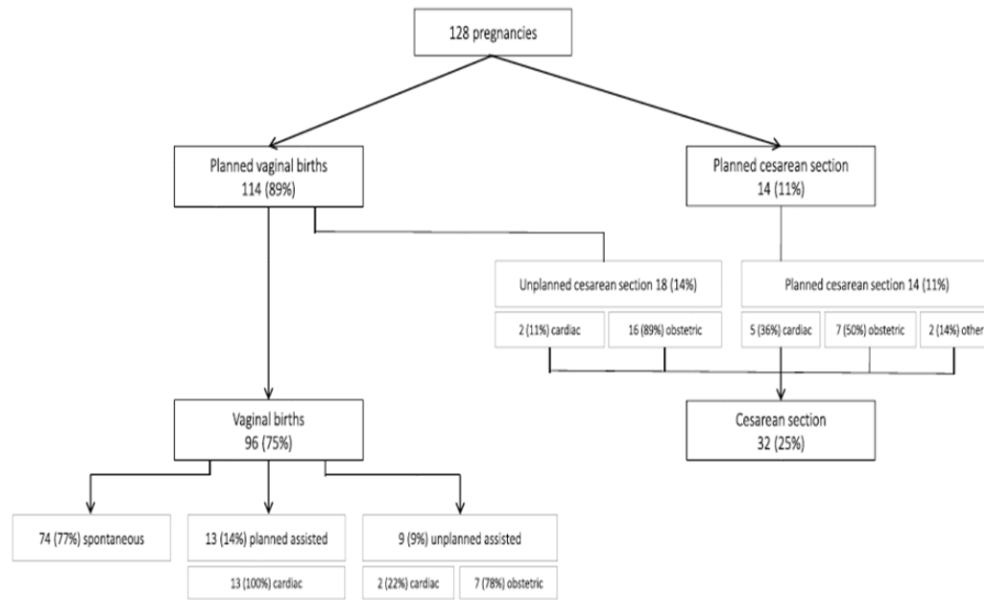 128 pregnancies
Planned vaginal births
114 (89%)
Planned cesarean section
14 (11%)
Unplanned cesarean section 18 (14%)
Planned cesarean section 14 (11%)
2 (11%) cardiac
16 (89%) obstetric
5 (36%) cardiac
7 (50%) obstetric
2 (14%) other
Vaginal births
96 (75%)
Cesarean section
32 (25%)
74 (77%) spontaneous
13 (14%) planned assisted
9 (9%) unplanned assisted
13 (100%) cardiac
2 (22%) cardiac
7 (78%) obstetric